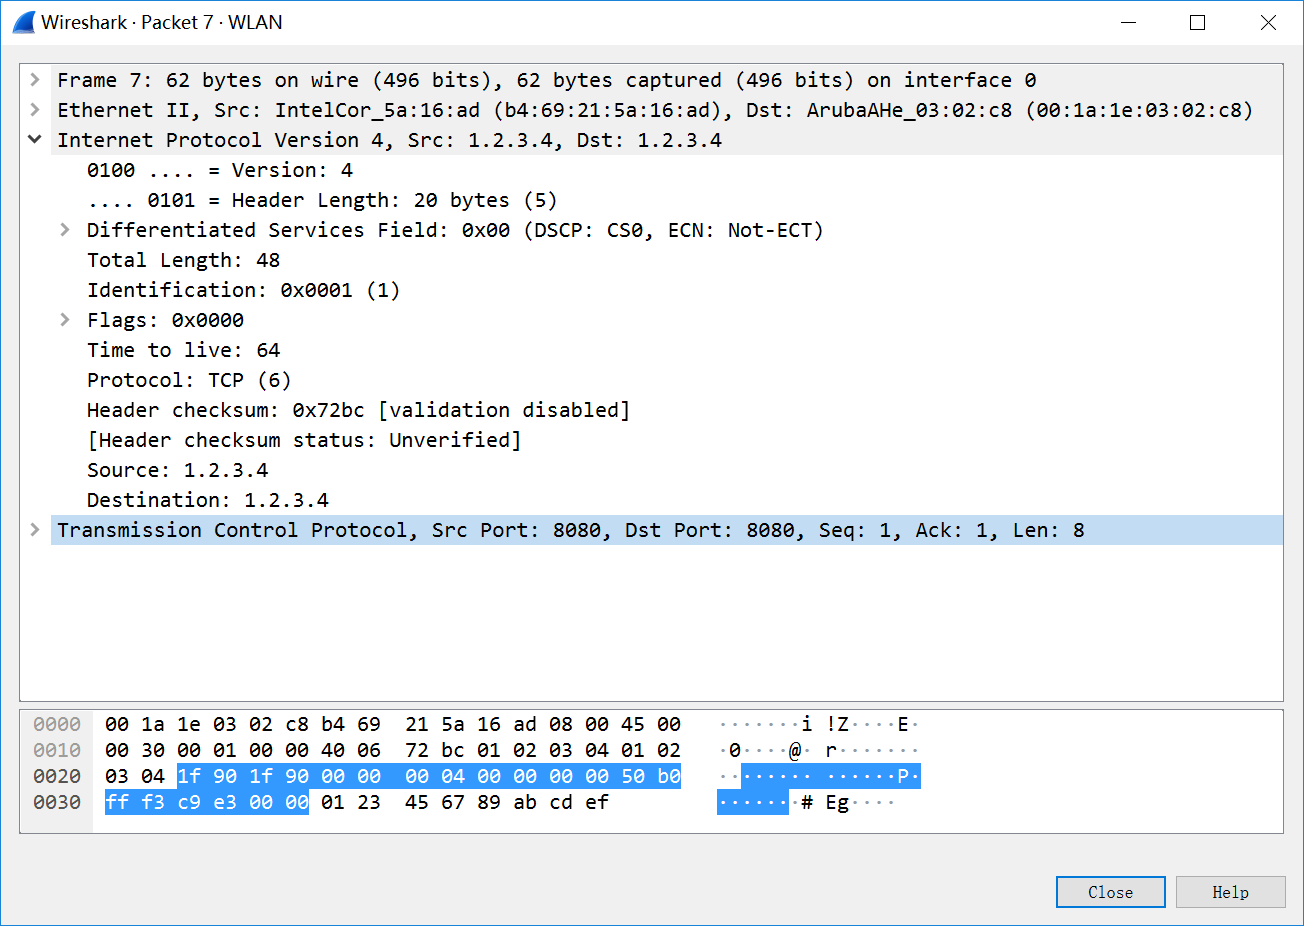 Wireshark · Packet 7 · WLAN
Frame 7: 62 bytes on wire (496 bits), 62 bytes captured (496 bits) on interface 0
Ethernet II, Src: IntelCor_5a:16:ad (b4:69:21:5a:16:ad), Dst: ArubaAHe_03:02:c8 (00:1a:1e:03:02:c8)
Internet Protocol Version 4, Src: 1.2.3.4, Dst: 1.2.3.4
0100 .... = Version: 4
.... 0101 = Header Length: 20 bytes (5)
Differentiated Services Field: 0x00 (DSCP: CS0, ECN: Not-ECT)
Total Length: 48
Identification: 0x0001 (1)
Flags: 0x0000
Time to live: 64
Protocol: TCP (6)
Header checksum: 0x72bc [validation disabled]
[Header checksum status: Unverified]
Source: 1.2.3.4
Destination: 1.2.3.4
Transmission Control Protocol, Src Port: 8080, Dst Port: 8080, Seq: 1, Ack: 1, Len: 8
0000 00 1a 1e 03 02 c8 b4 69 21 5a 16 ad 08 00 45 00 ·······i !Z····E·
0010 00 30 00 01 00 00 40 06 72 bc 01 02 03 04 01 02 ·0····@· r·······
0020 03 04 1f 90 1f 90 00 00 00 04 00 00 00 00 50 b0 ········ ······P·
0030 ff f3 c9 e3 00 00 01 23 45 67 89 ab cd ef ·······# Eg····
Close Help